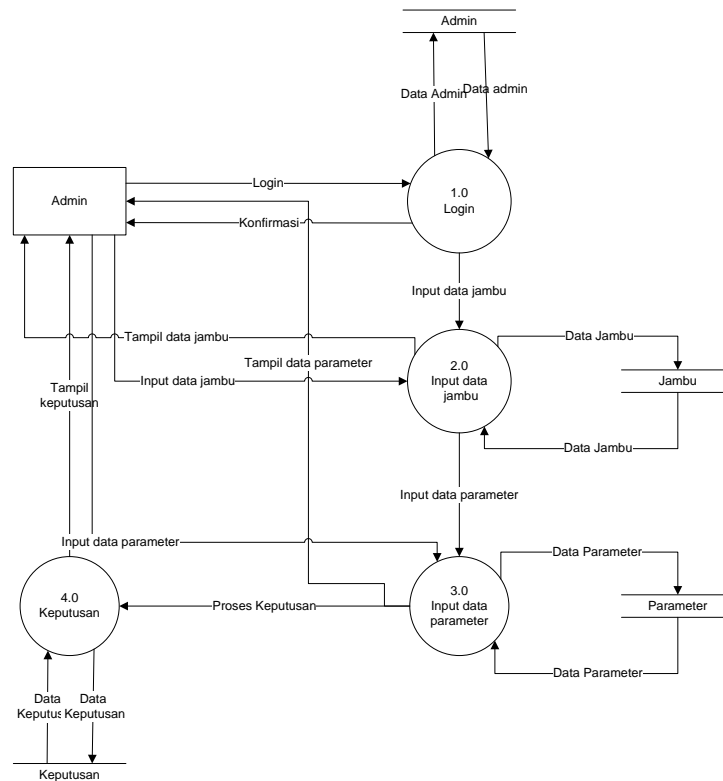 Admin
Data Admin
Data admin
Admin
Login
1.0
Login
Konfirmasi
Input data jambu
Tampil data jambu
Data Jambu
Tampil data parameter
2.0
Input data
jambu
Tampil
keputusan
Input data jambu
Jambu
Data Jambu
Input data parameter
Input data parameter
Data Parameter
4.0
Keputusan
Proses Keputusan
3.0
Input data
parameter
Parameter
Data Parameter
Data
Keputusan
Data
Keputusan
Keputusan